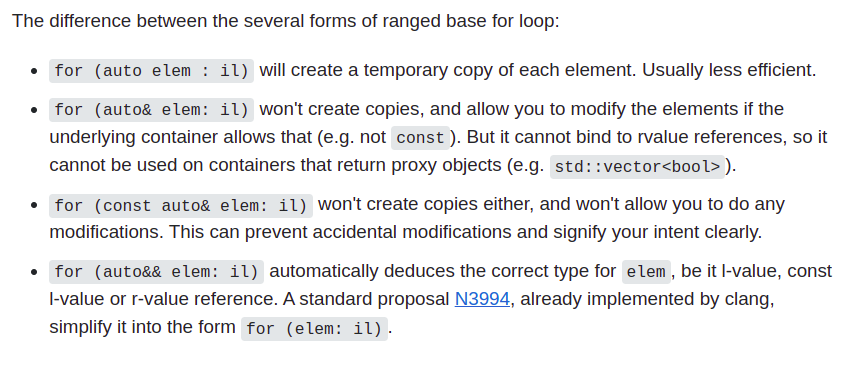 The difference between the several forms of ranged base for loop:
• for (auto elem : il) will create a temporary copy of each element. Usually less efficient.
• for (auto& elem: il) won't create copies, and allow you to modify the elements if the
underlying container allows that (e.g. not const ). But it cannot bind to rvalue references, so it
cannot be used on containers that return proxy objects (e.g. std::vector<bool> ).
• for (const auto& elem: il) won't create copies either, and won't allow you to do any
modifications. This can prevent accidental modifications and signify your intent clearly.
• for (auto&& elem: il) automatically deduces the correct type for elem , be it l-value, const
l-value or r-value reference. A standard proposal N3994, already implemented by clang,
simplify it into the form for (elem: il) .